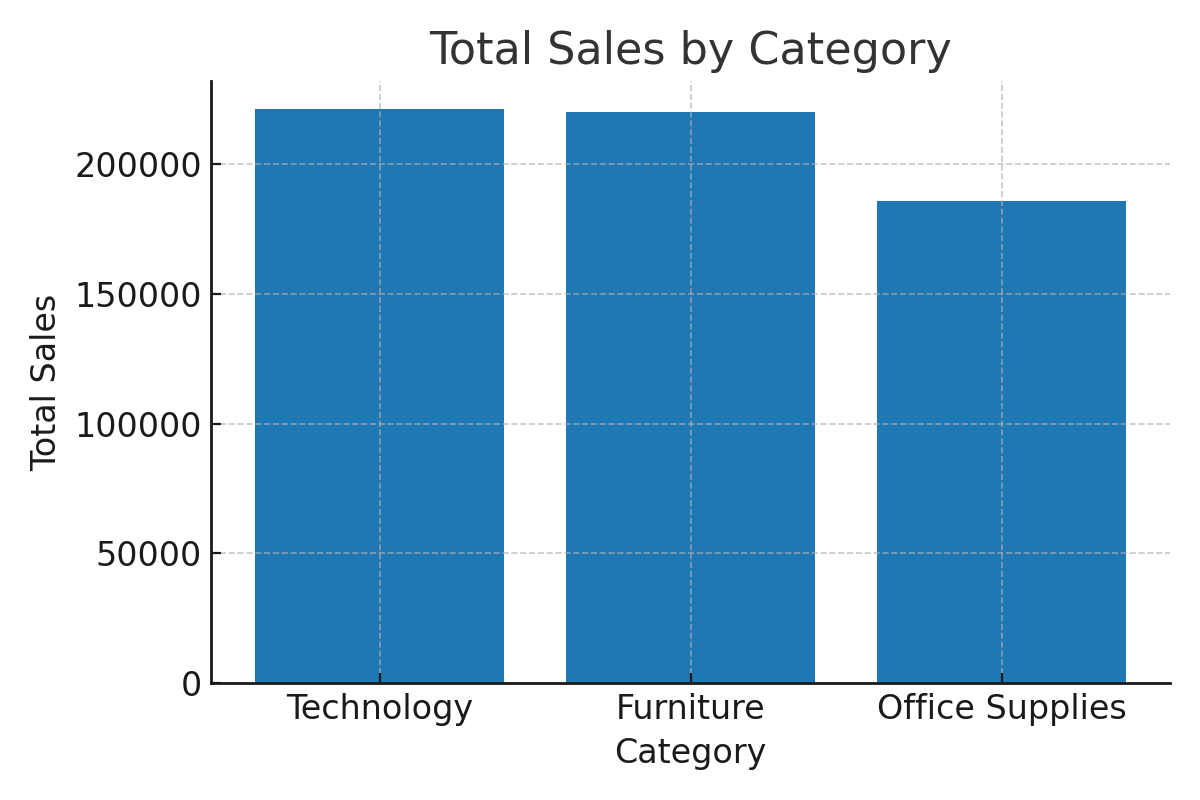 Total Sales by Category
Total Sales
200000
150000
100000
50000
0
Technology Furniture Office Supplies
Category